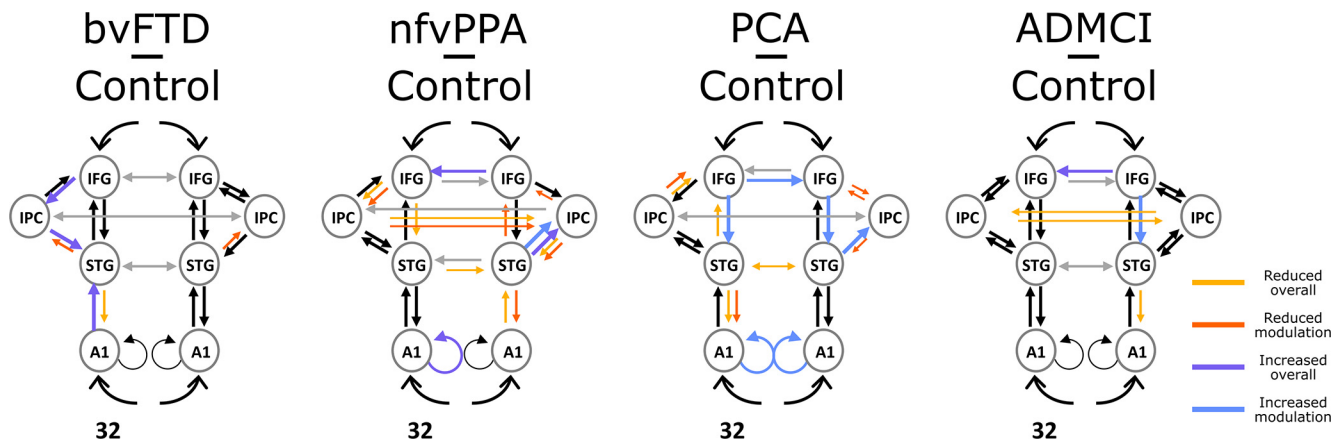 bvFTD nfvPPA PCA ADMCI
Control Control Control Control
IFG IFG IFG IFG IFG IFG IFG IFG
IPC IPC IPC IPC IPC IPC IPC IPC
STG STG STG STG STG STG STG STG
A1 A1 A1 A1 A1 A1 A1 A1
32 32 32 32
Reduced
overall
Reduced
modulation
Increased
overall
Increased
modulation